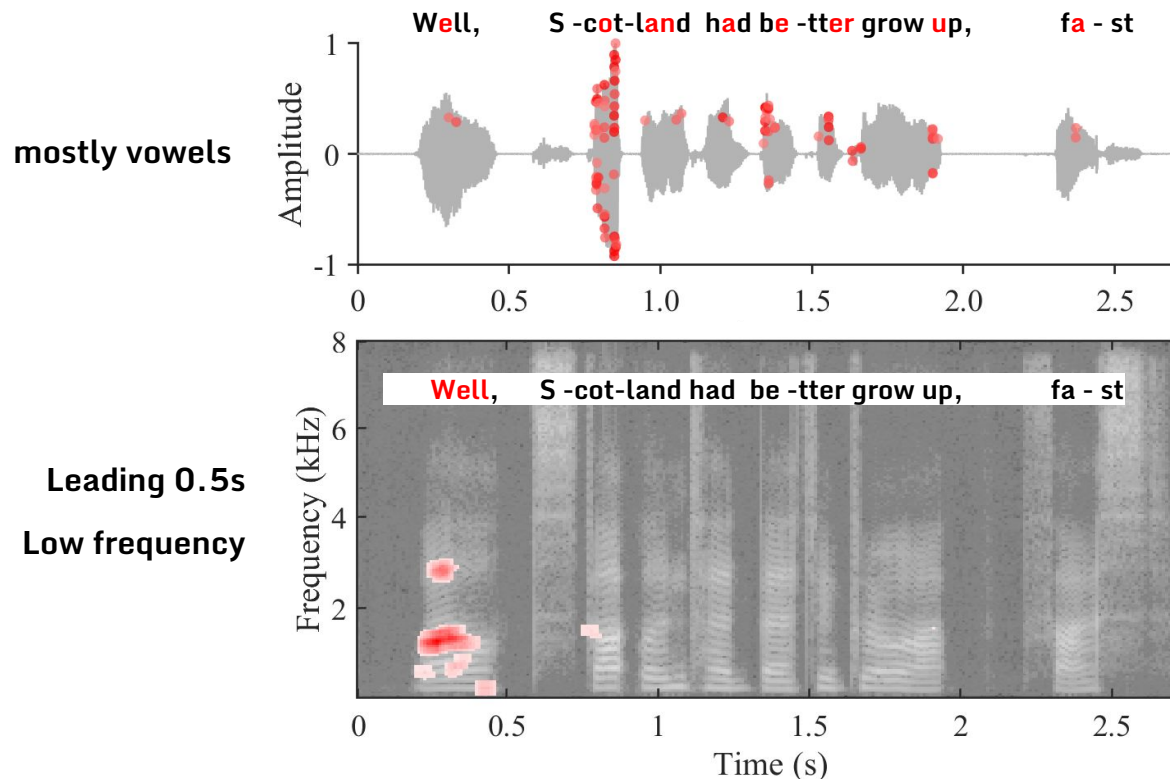 Well, S -cot-land had be -tter grow up, fa - st
1
mostly vowels
Amplitude
0
-1
0 0.5 1.0 1.5 2.0 2.5
8
Well, S -cot-land had be -tter grow up, fa - st
6
Leading 0.5s
Low frequency
Frequency (kHz)
4
2
0 0.5 1 1.5 2 2.5
Time (s)